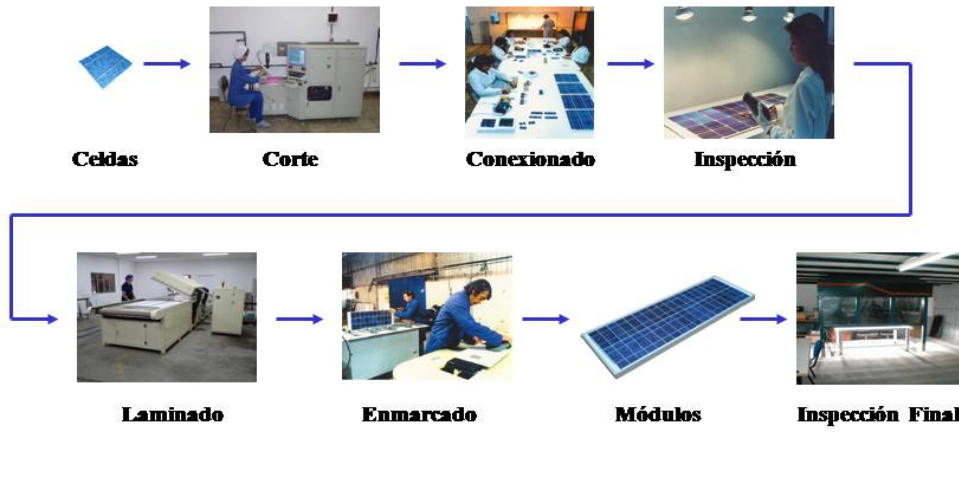 Celdas
Corte
Conexionado
Inspección
Laminado
Enmarcado
Módulos
Inspección Final